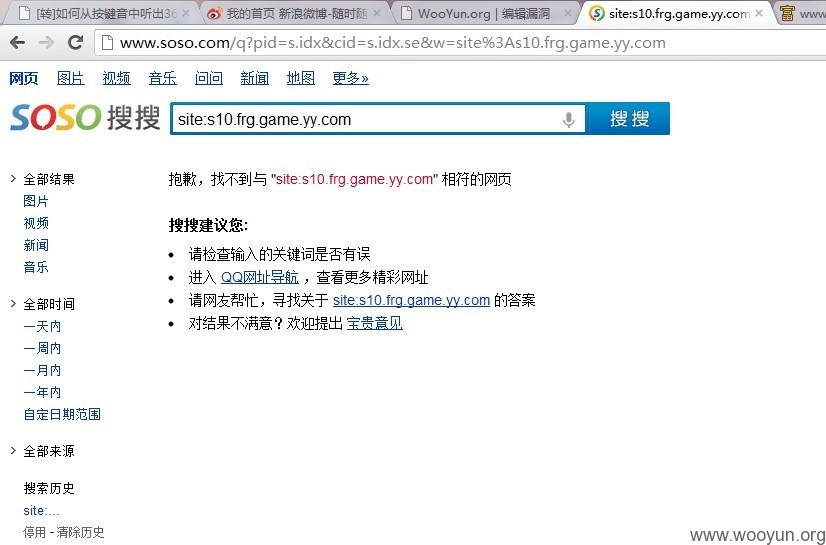 [转]如何从按键音中听出36
我的首页 新浪微博-随时随
WooYun.org | 编辑漏洞
site:s10.frg.game.yy.com
www
www.soso.com/q?pid=s.idx&cid=s.idx.se&w=site%3As10.frg.game.yy.com
网页 图片 视频 音乐 问问 新闻 地图 更多»
SOSO 搜搜
site:s10.frg.game.yy.com
搜 搜
全部结果
图片
视频
新闻
音乐
全部时间
一天内
一周内
一月内
一年内
自定日期范围
全部来源
搜索历史
site:...
停用 - 清除历史
抱歉，找不到与 "site:s10.frg.game.yy.com" 相符的网页
搜搜建议您:
• 请检查输入的关键词是否有误
• 进入 QQ网址导航 ，查看更多精彩网址
• 请网友帮忙，寻找关于 site:s10.frg.game.yy.com 的答案
• 对结果不满意？欢迎提出 宝贵意见
www.wooyun.org